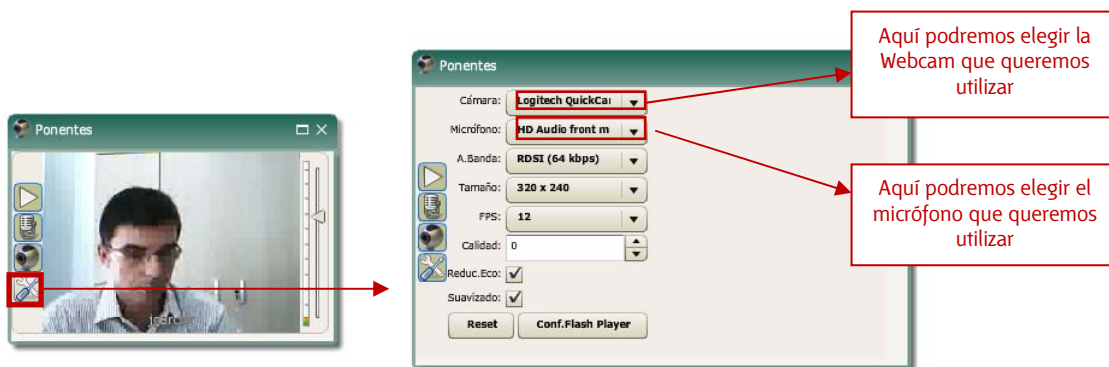 Ponentes
Ponentes
Cámara: Logitech QuickCa
Micrófono: HD Audio front m
A.Banda: RDSI (64 kbps)
Tamaño: 320 x 240
FPS: 12
Calidad: 0
Reduc.Eco:
Suavizado:
Reset Conf.Flash Player
Aquí podremos elegir la
Webcam que queremos
utilizar
Aquí podremos elegir el
micrófono que queremos
utilizar